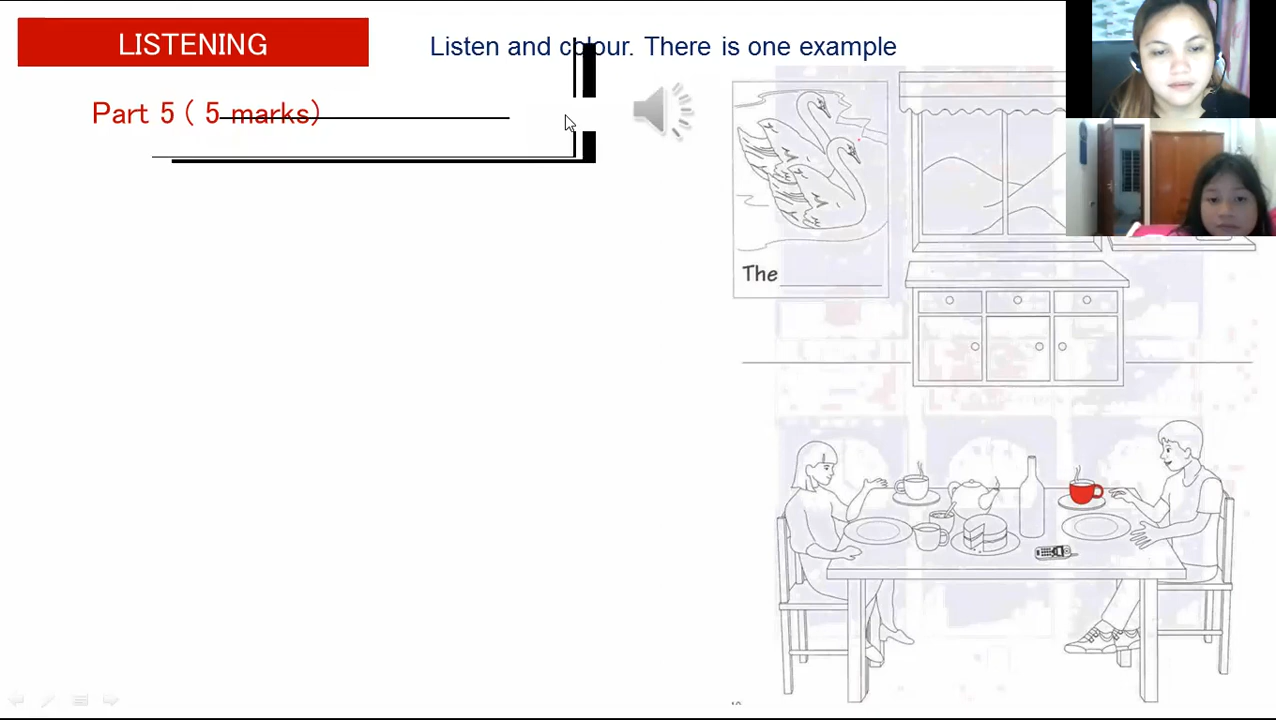 LISTENING
Listen and colour. There is one example
Part 5 ( 5 marks)
The